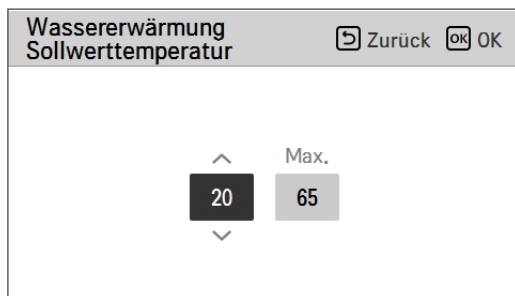 Wassererwärmung
Sollwerttemperatur
Zurück OK OK
Max.
20 65